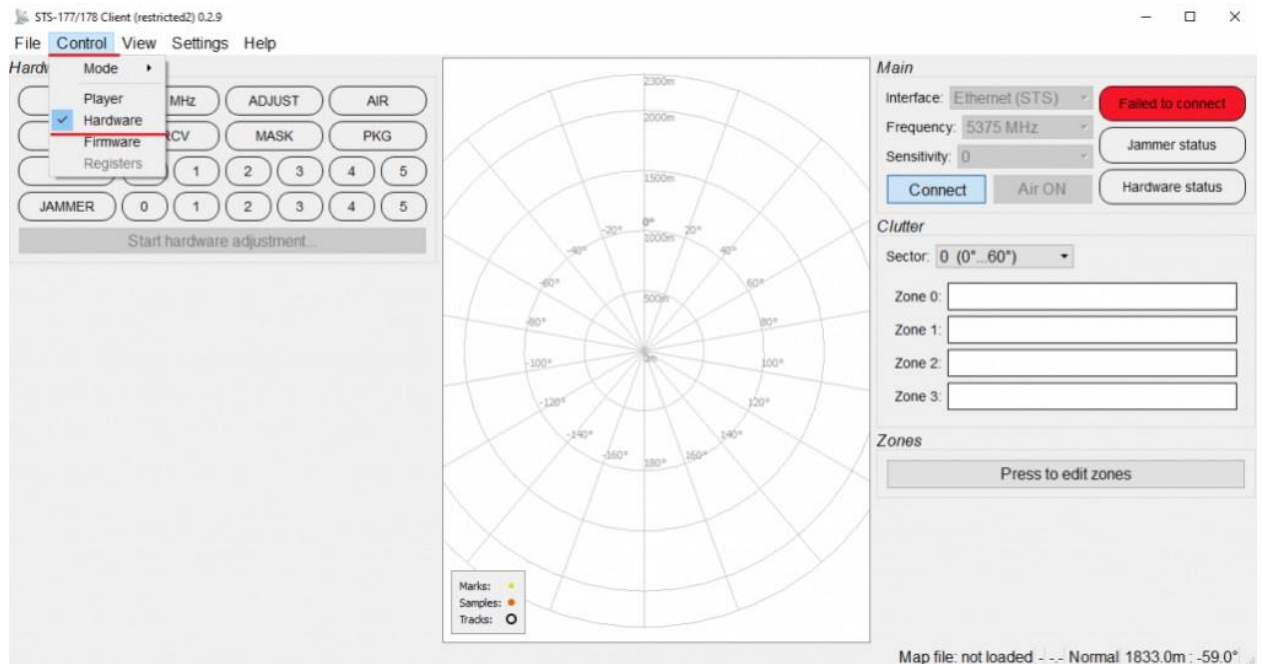 STS-177/178 Client (restricted2) 0.2.9
File Control View Settings Help
Mode
Player
Hardware
Firmware
Registers
MHz ADJUST AIR
MASK PKG
1 2 3 4 5
JAMMER 0 1 2 3 4 5
Start hardware adjustment...
2300m
2000m
1500m
0°
-20° 1000m 20°
-40° 40°
-60° 60°
500m
-80° 80°
0m
-100° 100°
-120° 120°
-140° 140°
-160° 180° 160°
Marks:
Samples:
Tracks:
Main
Interface: Ethernet (STS) Failed to connect
Frequency: 5375 MHz
Jammer status
Sensitivity: 0
Connect Air ON Hardware status
Clutter
Sector: 0 (0°...60°)
Zone 0:
Zone 1:
Zone 2:
Zone 3:
Zones
Press to edit zones
Map file: not loaded - -.- Normal 1833.0m : -59.0°